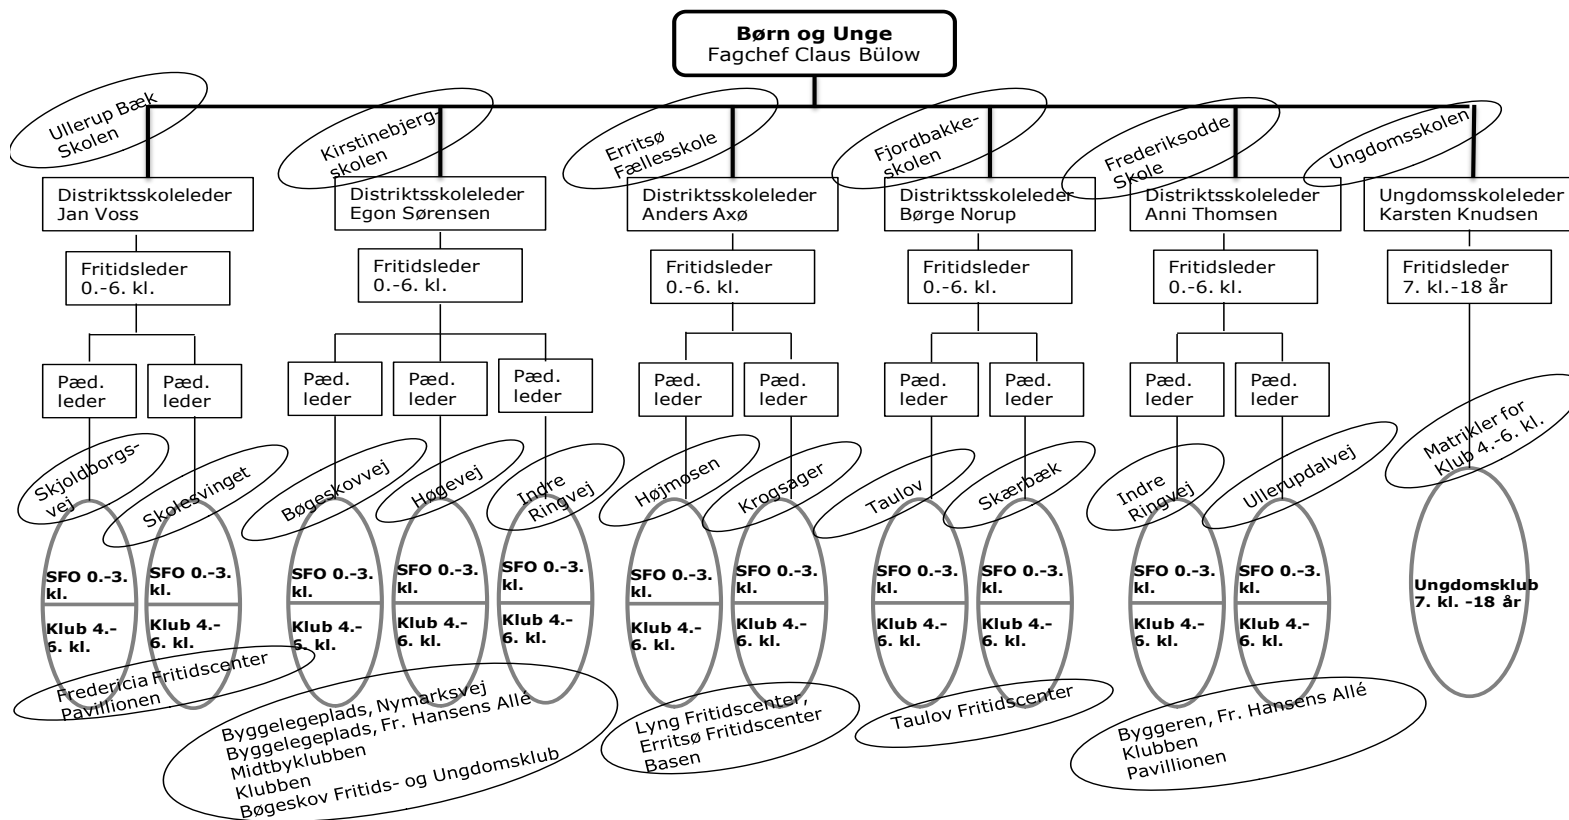 Børn og Unge
Fagchef Claus Bülow
Ullerup Bæk
Skolen
Kirstinebjerg-
skolen
Erritsø
Fællesskole
Fjordbakke-
skolen
Frederiksodde
Skole
Ungdomsskolen
Distriktsskoleleder
Jan Voss
Distriktsskoleleder
Egon Sørensen
Distriktsskoleleder
Anders Axø
Distriktsskoleleder
Børge Norup
Distriktsskoleleder
Anni Thomsen
Ungdomsskoleleder
Karsten Knudsen
Fritidsleder
0.-6. kl.
Fritidsleder
0.-6. kl.
Fritidsleder
0.-6. kl.
Fritidsleder
0.-6. kl.
Fritidsleder
0.-6. kl.
Fritidsleder
7. kl.-18 år
Pæd.
leder
Pæd.
leder
Pæd.
leder
Pæd.
leder
Pæd.
leder
Pæd.
leder
Pæd.
leder
Pæd.
leder
Pæd.
leder
Pæd.
leder
Pæd.
leder
Skjoldborgs-
vej
Skolesvinget
Bøgeskovvej
Høgevej
Indre
Ringvej
Højmosen
Krogsager
Taulov
Skærbæk
Indre
Ringvej
Ullerupdalvej
Matrikler for
Klub 4.-6. kl.
SFO 0.-3.
kl.
Klub 4.-
6. kl.
SFO 0.-3.
kl.
Klub 4.-
6. kl.
SFO 0.-3.
kl.
Klub 4.-
6. kl.
SFO 0.-3.
kl.
Klub 4.-
6. kl.
SFO 0.-3.
kl.
Klub 4.-
6. kl.
SFO 0.-3.
kl.
Klub 4.-
6. kl.
SFO 0.-3.
kl.
Klub 4.-
6. kl.
SFO 0.-3.
kl.
Klub 4.-
6. kl.
SFO 0.-3.
kl.
Klub 4.-
6. kl.
SFO 0.-3.
kl.
Klub 4.-
6. kl.
SFO 0.-3.
kl.
Klub 4.-
6. kl.
Ungdomsklub
7. kl. -18 år
Fredericia Fritidscenter
Pavillionen
Byggelegeplads, Nymarksvej
Byggelegeplads, Fr. Hansens Allé
Midtbyklubben
Klubben
Bøgeskov Fritids- og Ungdomsklub
Lyng Fritidscenter,
Erritsø Fritidscenter
Basen
Taulov Fritidscenter
Byggeren, Fr. Hansens Allé
Klubben
Pavillionen